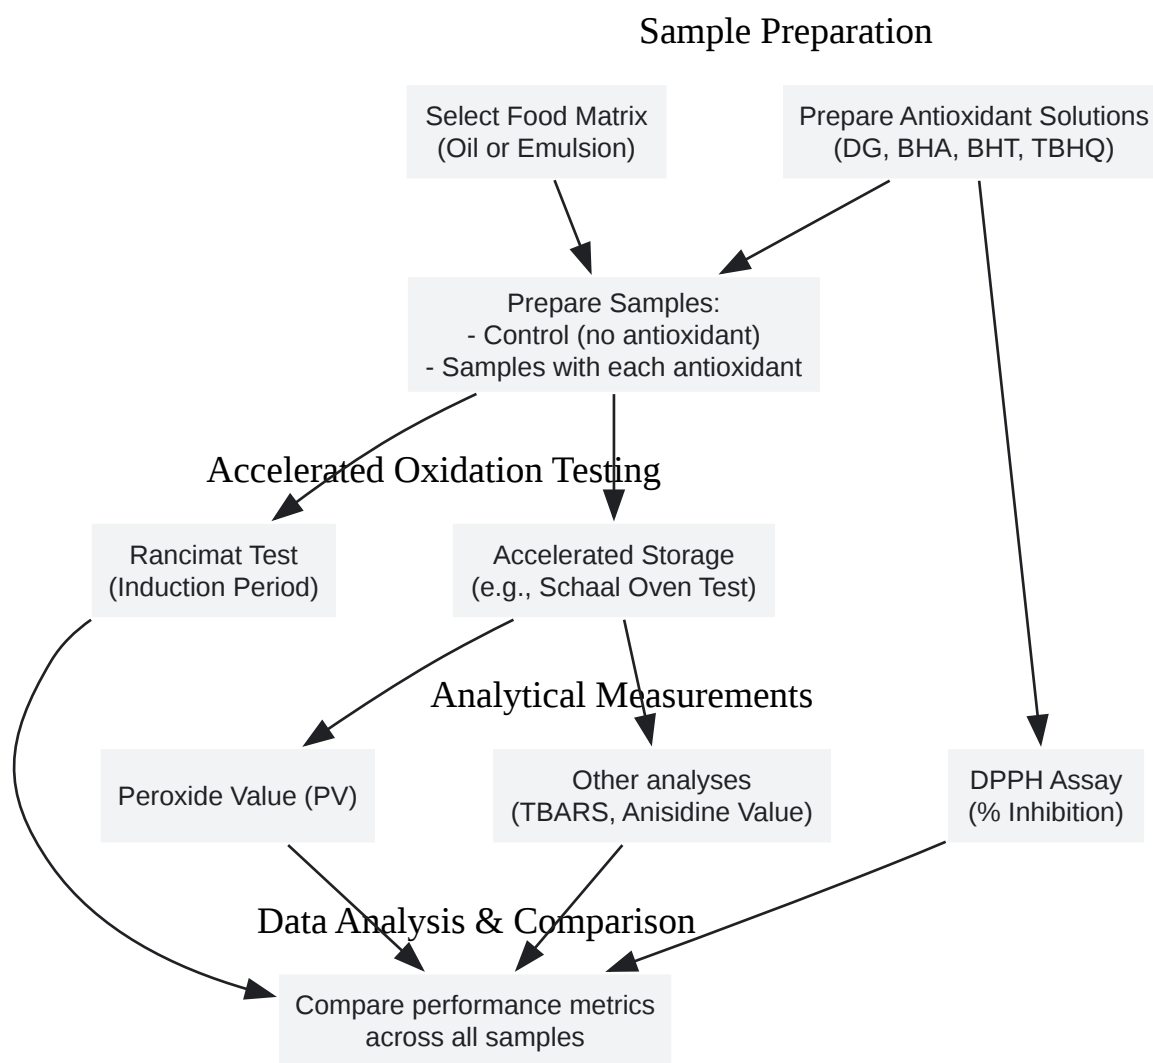 Sample Preparation
Select Food Matrix
(Oil or Emulsion)
Prepare Antioxidant Solutions
(DG, BHA, BHT, TBHQ)
Prepare Samples:
- Control (no antioxidant)
- Samples with each antioxidant
Accelerated Oxidation Testing
Rancimat Test
(Induction Period)
Accelerated Storage
(e.g., Schaal Oven Test)
Analytical Measurements
Peroxide Value (PV)
Other analyses
(TBARS, Anisidine Value)
DPPH Assay
(% Inhibition)
Data Analysis & Comparison
Compare performance metrics
across all samples